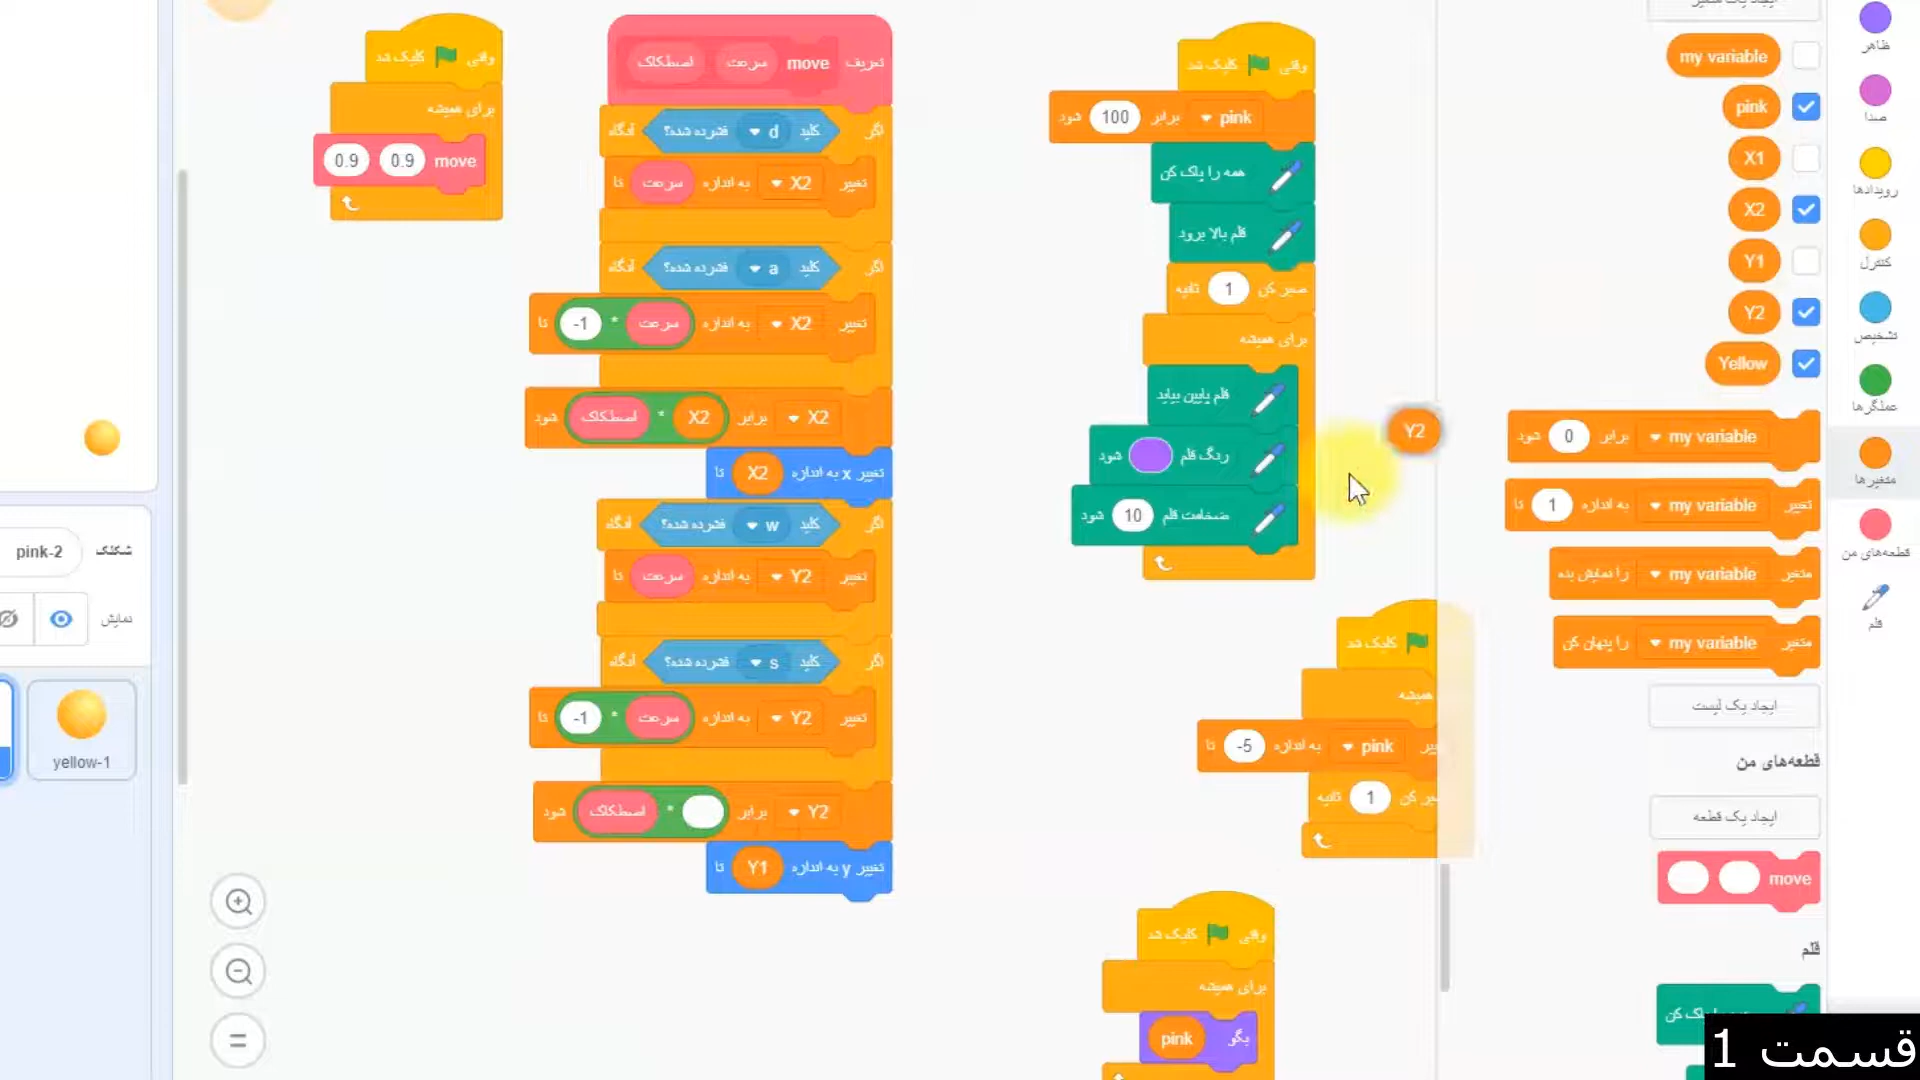 ظاهر
صدا
رویدادها
کنترل
تشخیص
عملگرها
متغیرها
قطعه‌های من
قلم
ایجاد یک متغیر
my variable
pink
X1
X2
Y1
Y2
Yellow
my variable برابر 0 شود
تغییر my variable به اندازه 1 تا
متغیر my variable را نمایش بده
متغیر my variable را پنهان کن
ایجاد یک لیست
قطعه‌های من
ایجاد یک قطعه
move
قلم
Y2
وقتی کلیک شد
pink برابر 100 شود
همه را پاک کن
قلم بالا برود
صبر کن 1 ثانیه
برای همیشه
قلم پایین بیاید
رنگ قلم شود
ضخامت قلم 10 شود
کلیک شد
همیشه
pink به اندازه -5 تا
1 ثانیه
وقتی کلیک شد
برای همیشه
بگو pink
تعریف move سرعت اصطکاک
اگر کلید d فشرده شده؟ آنگاه
تغییر X2 به اندازه سرعت تا
اگر کلید a فشرده شده؟ آنگاه
تغییر X2 به اندازه سرعت * -1 تا
X2 برابر X2 * اصطکاک شود
تغییر x به اندازه X2 تا
اگر کلید w فشرده شده؟ آنگاه
تغییر Y2 به اندازه سرعت تا
اگر کلید s فشرده شده؟ آنگاه
تغییر Y2 به اندازه سرعت * -1 تا
Y2 برابر * اصطکاک شود
تغییر y به اندازه Y1 تا
وقتی کلیک شد
برای همیشه
move 0.9 0.9
شکلک pink-2
نمایش
yellow-1
قسمت 1